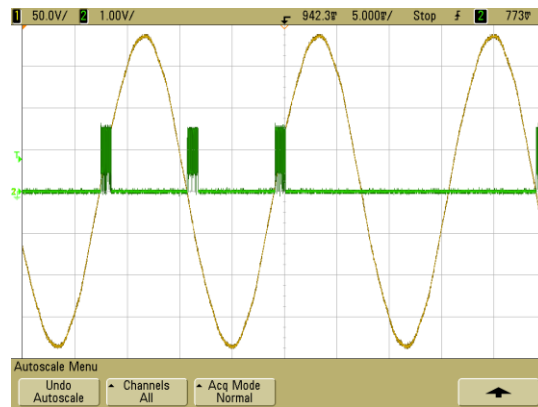 1 50.0V/ 2 1.00V/ 942.3▽ 5.000▽/ Stop 2 773▽
T
2
Autoscale Menu
Undo Autoscale
Channels All
Acq Mode Normal